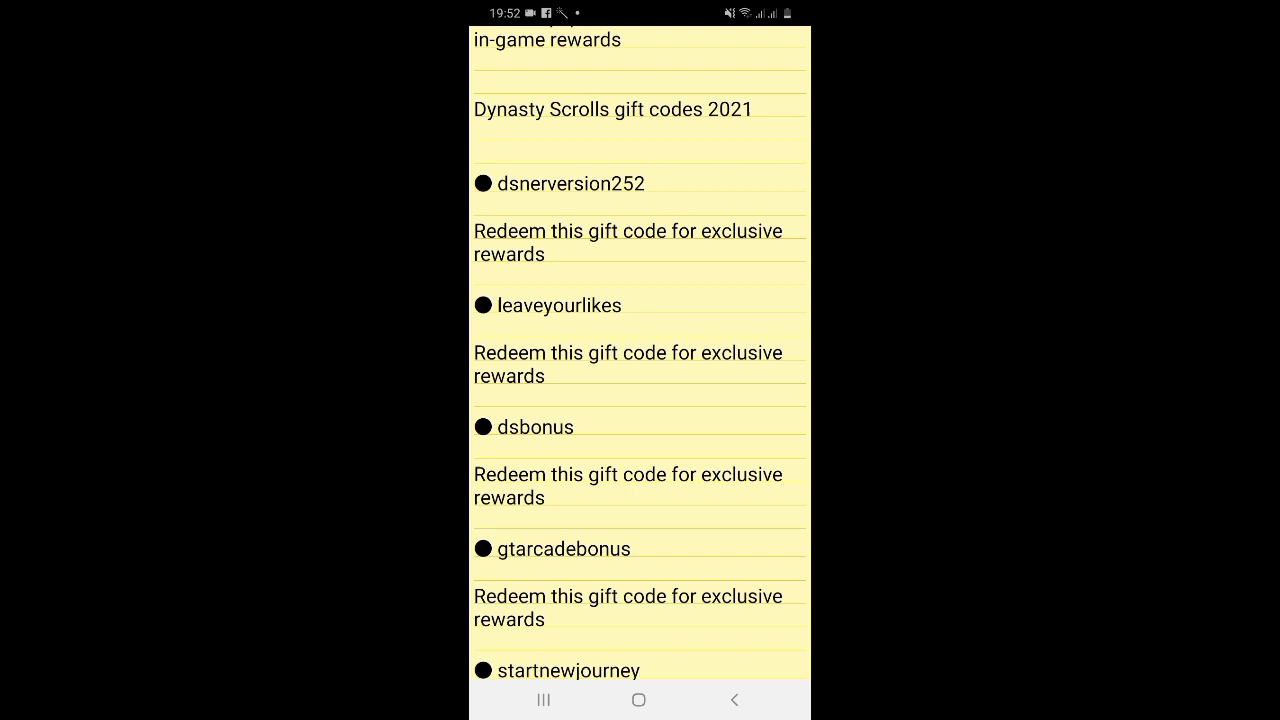 19:52
in-game rewards
Dynasty Scrolls gift codes 2021
● dsnerversion252
Redeem this gift code for exclusive
rewards
● leaveyourlikes
Redeem this gift code for exclusive
rewards
● dsbonus
Redeem this gift code for exclusive
rewards
● gtarcadebonus
Redeem this gift code for exclusive
rewards
● startnewjourney